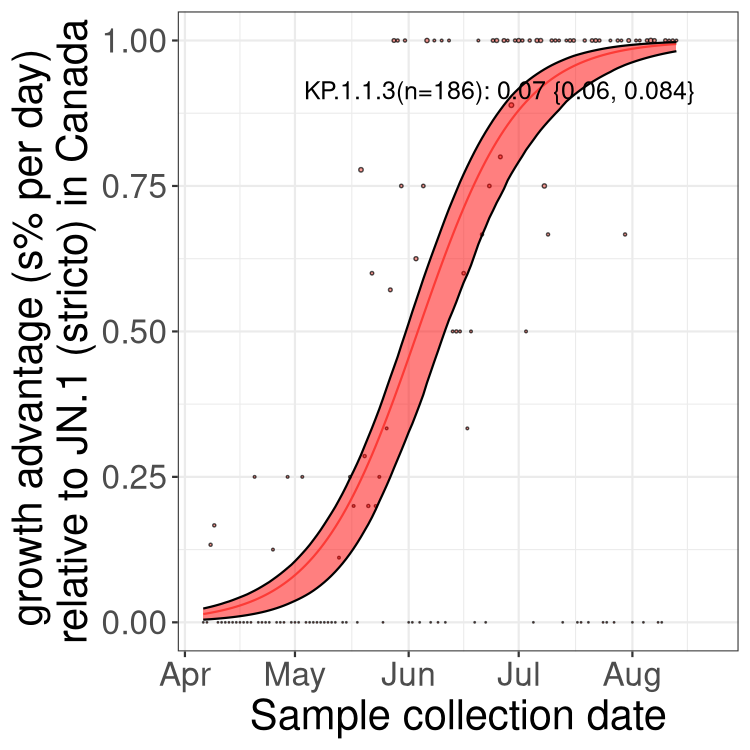 growth advantage (s% per day)
relative to JN.1 (stricto) in Canada
1.00
0.75
0.50
0.25
0.00
KP.1.1.3(n=186): 0.07 {0.06, 0.084}
Apr May Jun Jul Aug
Sample collection date